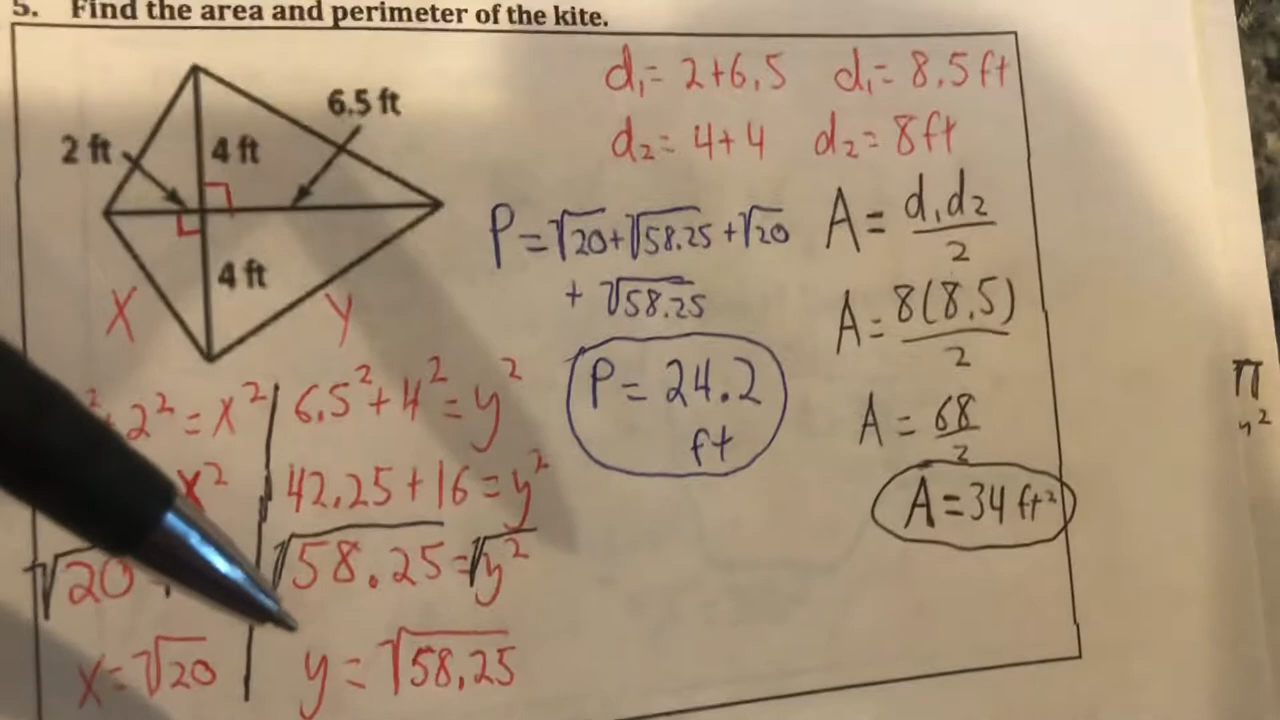 5. Find the area and perimeter of the kite.
2 ft
4 ft
6.5 ft
4 ft
X
Y
d₁= 2+6.5 d₁= 8.5 ft
d₂= 4+4 d₂= 8ft
P=√20+√58.25+√20
+ √58.25
P= 24.2
ft
A= d₁d₂/2
A= 8(8.5)/2
A= 68/2
A=34 ft²
²+2²=x²
x²
√20
x=√20
6.5²+4²=y²
42.25+16=y²
√58.25=√y²
y=√58.25
π